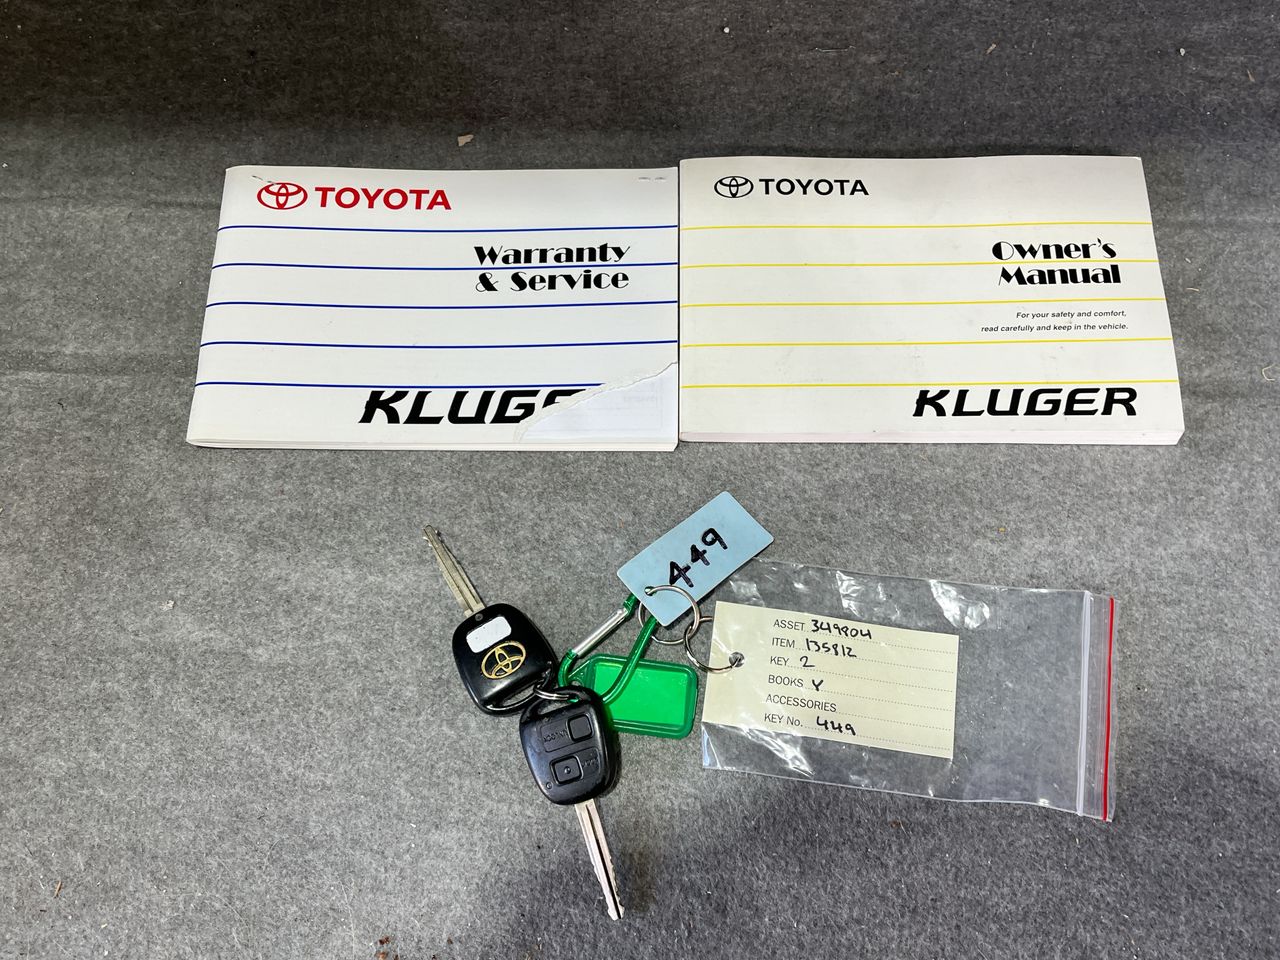 TOYOTA
Warranty
& Service
TOYOTA
Owner's
Manual
For your safety and comfort,
read carefully and keep in the vehicle.
KLUGER
449
ASSET 349804
ITEM 135812
KEY 2
BOOKS Y
ACCESSORIES
KEY No. 449
UNLOCK